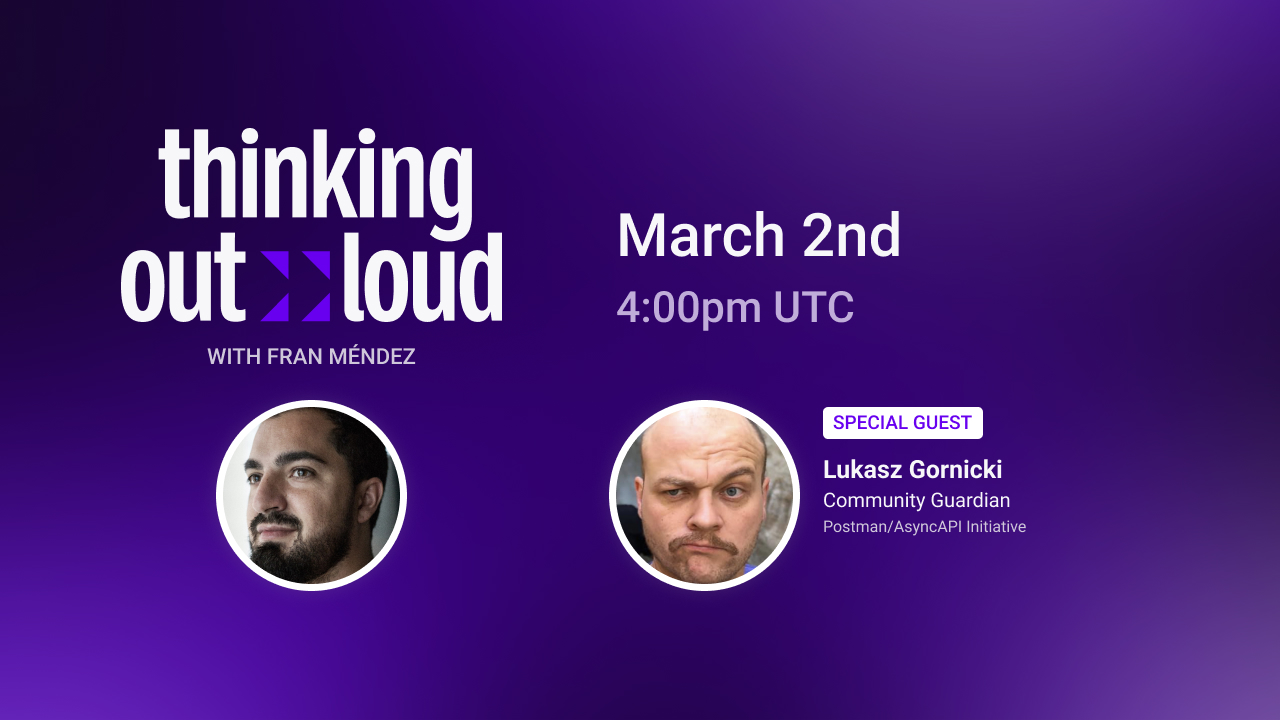 thinking
out loud
WITH FRAN MÉNDEZ
March 2nd
4:00pm UTC
SPECIAL GUEST
Lukasz Gornicki
Community Guardian
Postman/AsyncAPI Initiative